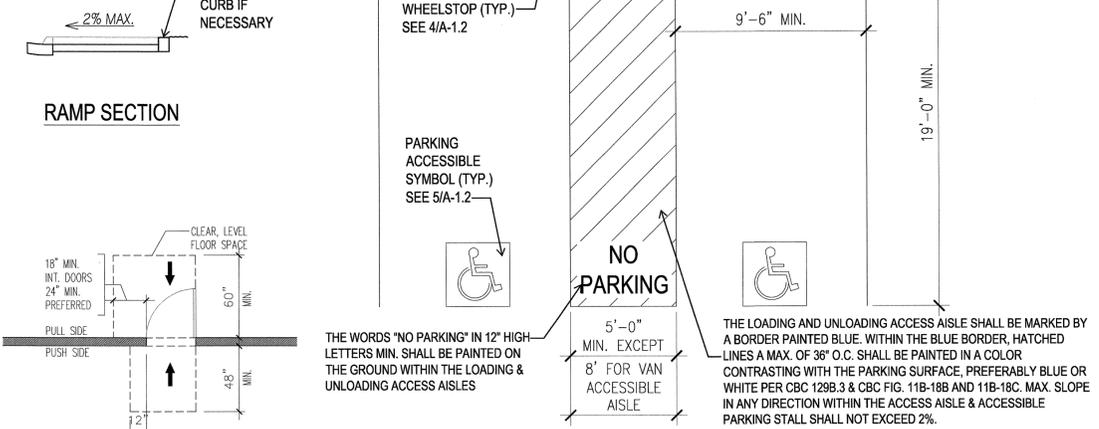 CURB IF
NECESSARY
2% MAX.
RAMP SECTION
WHEELSTOP (TYP.)
SEE 4/A-1.2
9'-6" MIN.
19'-0" MIN.
PARKING
ACCESSIBLE
SYMBOL (TYP.)
SEE 5/A-1.2
NO
PARKING
CLEAR, LEVEL
FLOOR SPACE
18" MIN.
INT. DOORS
24" MIN.
PREFERRED
60"
MIN.
PULL SIDE
PUSH SIDE
48"
MIN.
12"
THE WORDS "NO PARKING" IN 12" HIGH
LETTERS MIN. SHALL BE PAINTED ON
THE GROUND WITHIN THE LOADING &
UNLOADING ACCESS AISLES
5'-0"
MIN. EXCEPT
8' FOR VAN
ACCESSIBLE
AISLE
THE LOADING AND UNLOADING ACCESS AISLE SHALL BE MARKED BY
A BORDER PAINTED BLUE. WITHIN THE BLUE BORDER, HATCHED
LINES A MAX. OF 36" O.C. SHALL BE PAINTED IN A COLOR
CONTRASTING WITH THE PARKING SURFACE, PREFERABLY BLUE OR
WHITE PER CBC 129B.3 & CBC FIG. 11B-18B AND 11B-18C. MAX. SLOPE
IN ANY DIRECTION WITHIN THE ACCESS AISLE & ACCESSIBLE
PARKING STALL SHALL NOT EXCEED 2%.